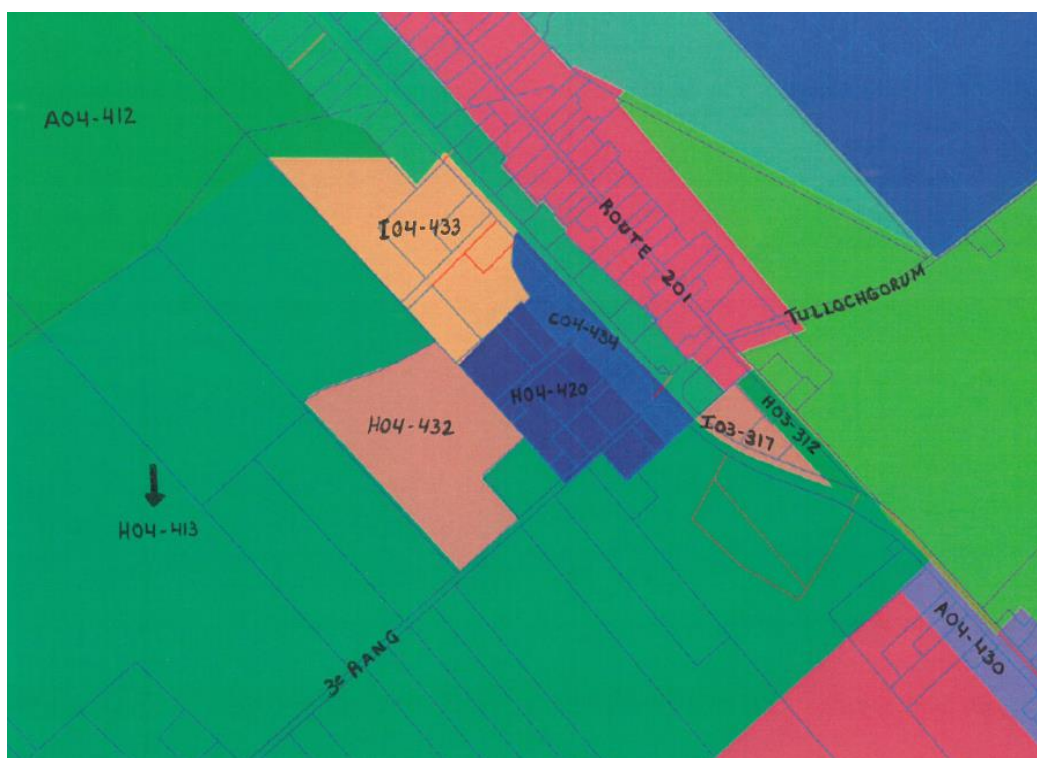 A04-412
I04-433
ROUTE 201
TULLOCHGORUM
C04-434
H04-420
H04-432
I03-317
H03-312
H04-413
A04-430
3e RANG